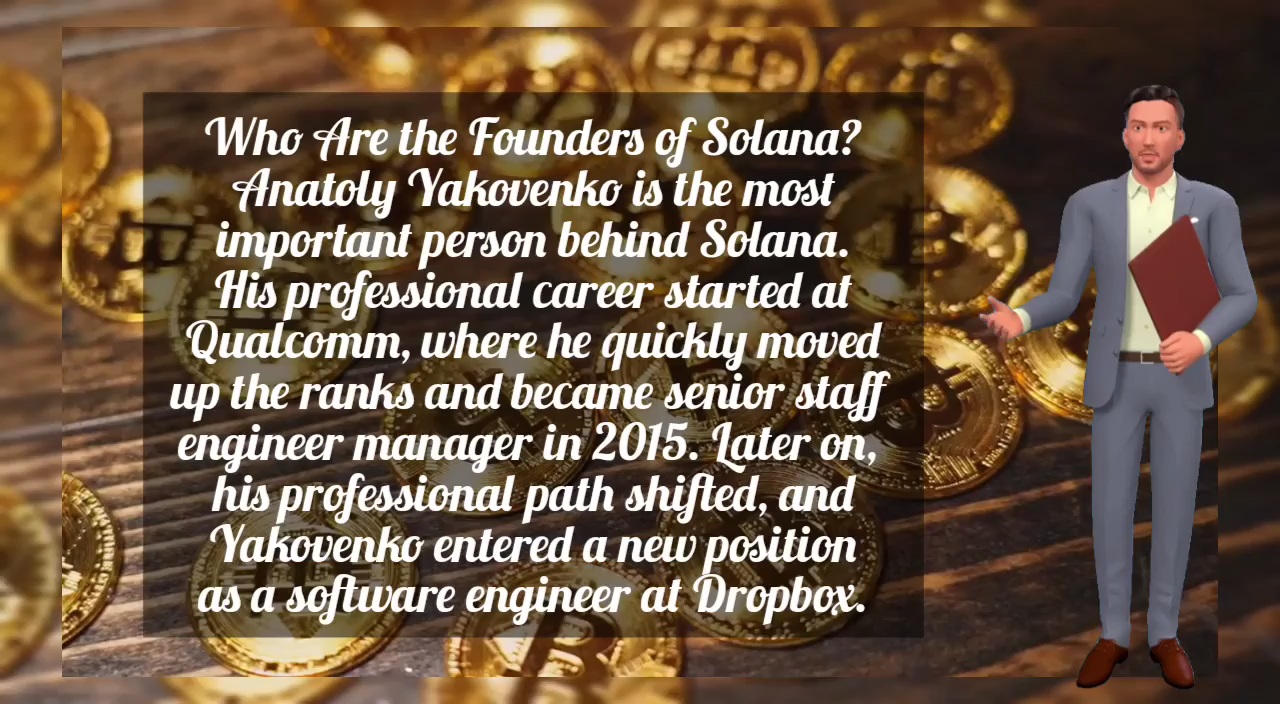 Who Are the Founders of Solana?
Anatoly Yakovenko is the most
important person behind Solana.
His professional career started at
Qualcomm, where he quickly moved
up the ranks and became senior staff
engineer manager in 2015. Later on,
his professional path shifted, and
Yakovenko entered a new position
as a software engineer at Dropbox.